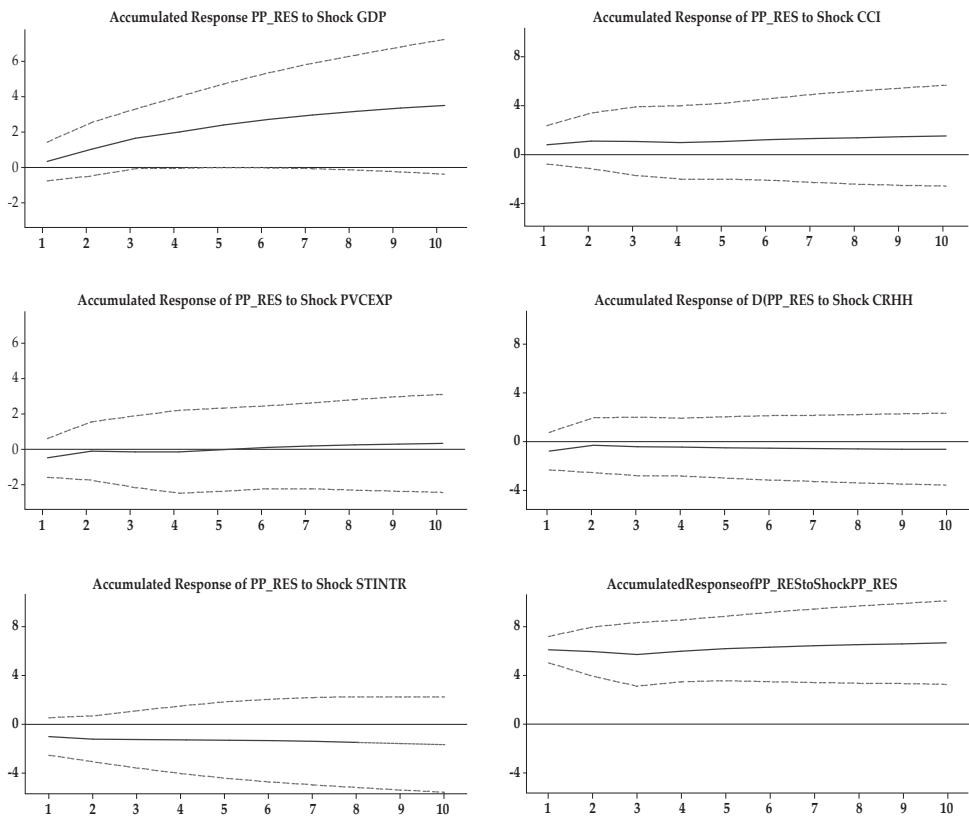 Accumulated Response PP_RES to Shock GDP
6
4
2
0
-2
1 2 3 4 5 6 7 8 9 10
Accumulated Response of PP_RES to Shock CCI
8
4
0
-4
1 2 3 4 5 6 7 8 9 10
Accumulated Response of PP_RES to Shock PVCEXP
6
4
2
0
-2
1 2 3 4 5 6 7 8 9 10
Accumulated Response of D(PP_RES to Shock CRHH
8
4
0
-4
1 2 3 4 5 6 7 8 9 10
Accumulated Response of PP_RES to Shock STINTR
8
4
0
-4
1 2 3 4 5 6 7 8 9 10
AccumulatedResponseofPP_REStoShockPP_RES
8
4
0
-4
1 2 3 4 5 6 7 8 9 10